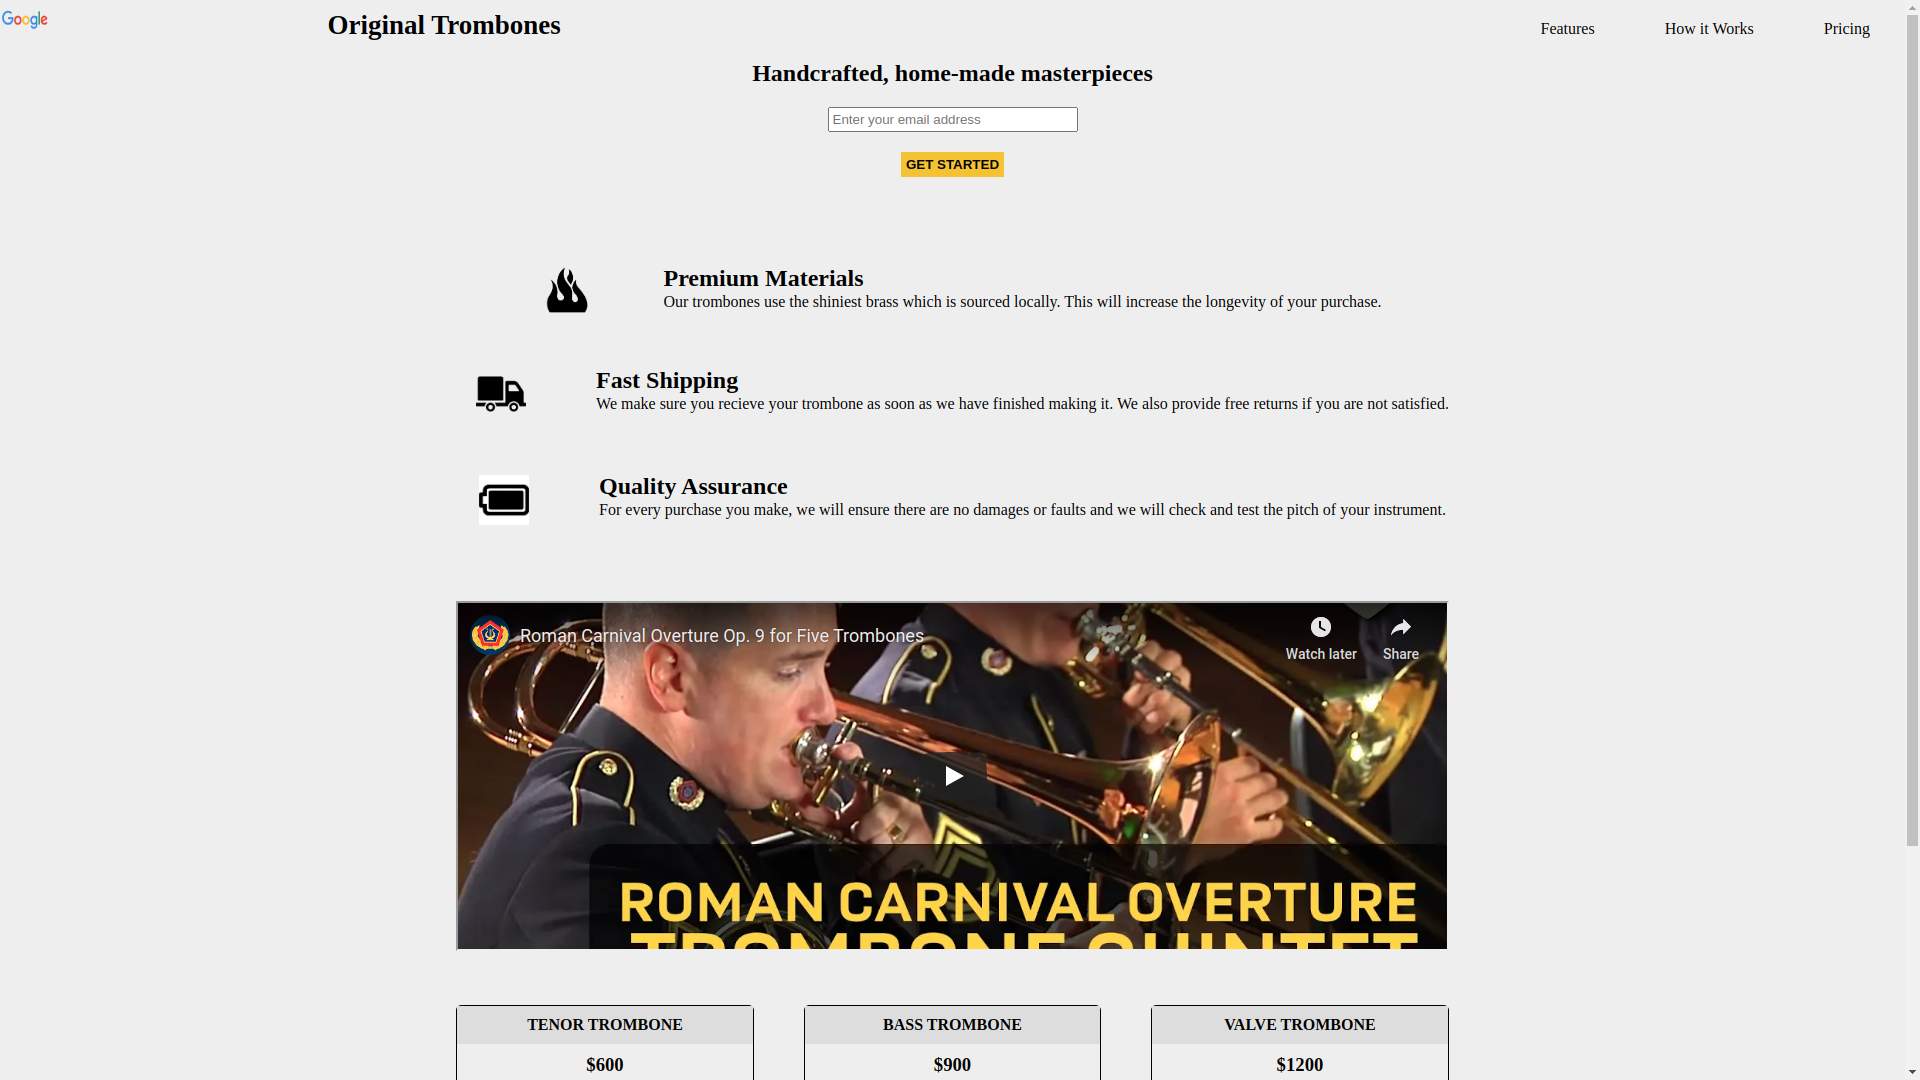 Google
Original Trombones
Features
How it Works
Pricing
Handcrafted, home-made masterpieces
Enter your email address
GET STARTED
Premium Materials
Our trombones use the shiniest brass which is sourced locally. This will increase the longevity of your purchase.
Fast Shipping
We make sure you recieve your trombone as soon as we have finished making it. We also provide free returns if you are not satisfied.
Quality Assurance
For every purchase you make, we will ensure there are no damages or faults and we will check and test the pitch of your instrument.
Roman Carnival Overture Op. 9 for Five Trombones
Watch later
Share
ROMAN CARNIVAL OVERTURE
TROMBONE QUINTET
TENOR TROMBONE
BASS TROMBONE
VALVE TROMBONE
$600
$900
$1200